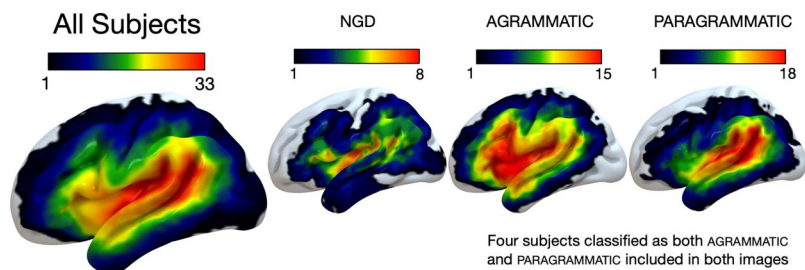 All Subjects
1 33
NGD
1 8
AGRAMMATIC
1 15
PARAGRAMMATIC
1 18
Four subjects classified as both AGRAMMATIC
and PARAGRAMMATIC included in both images